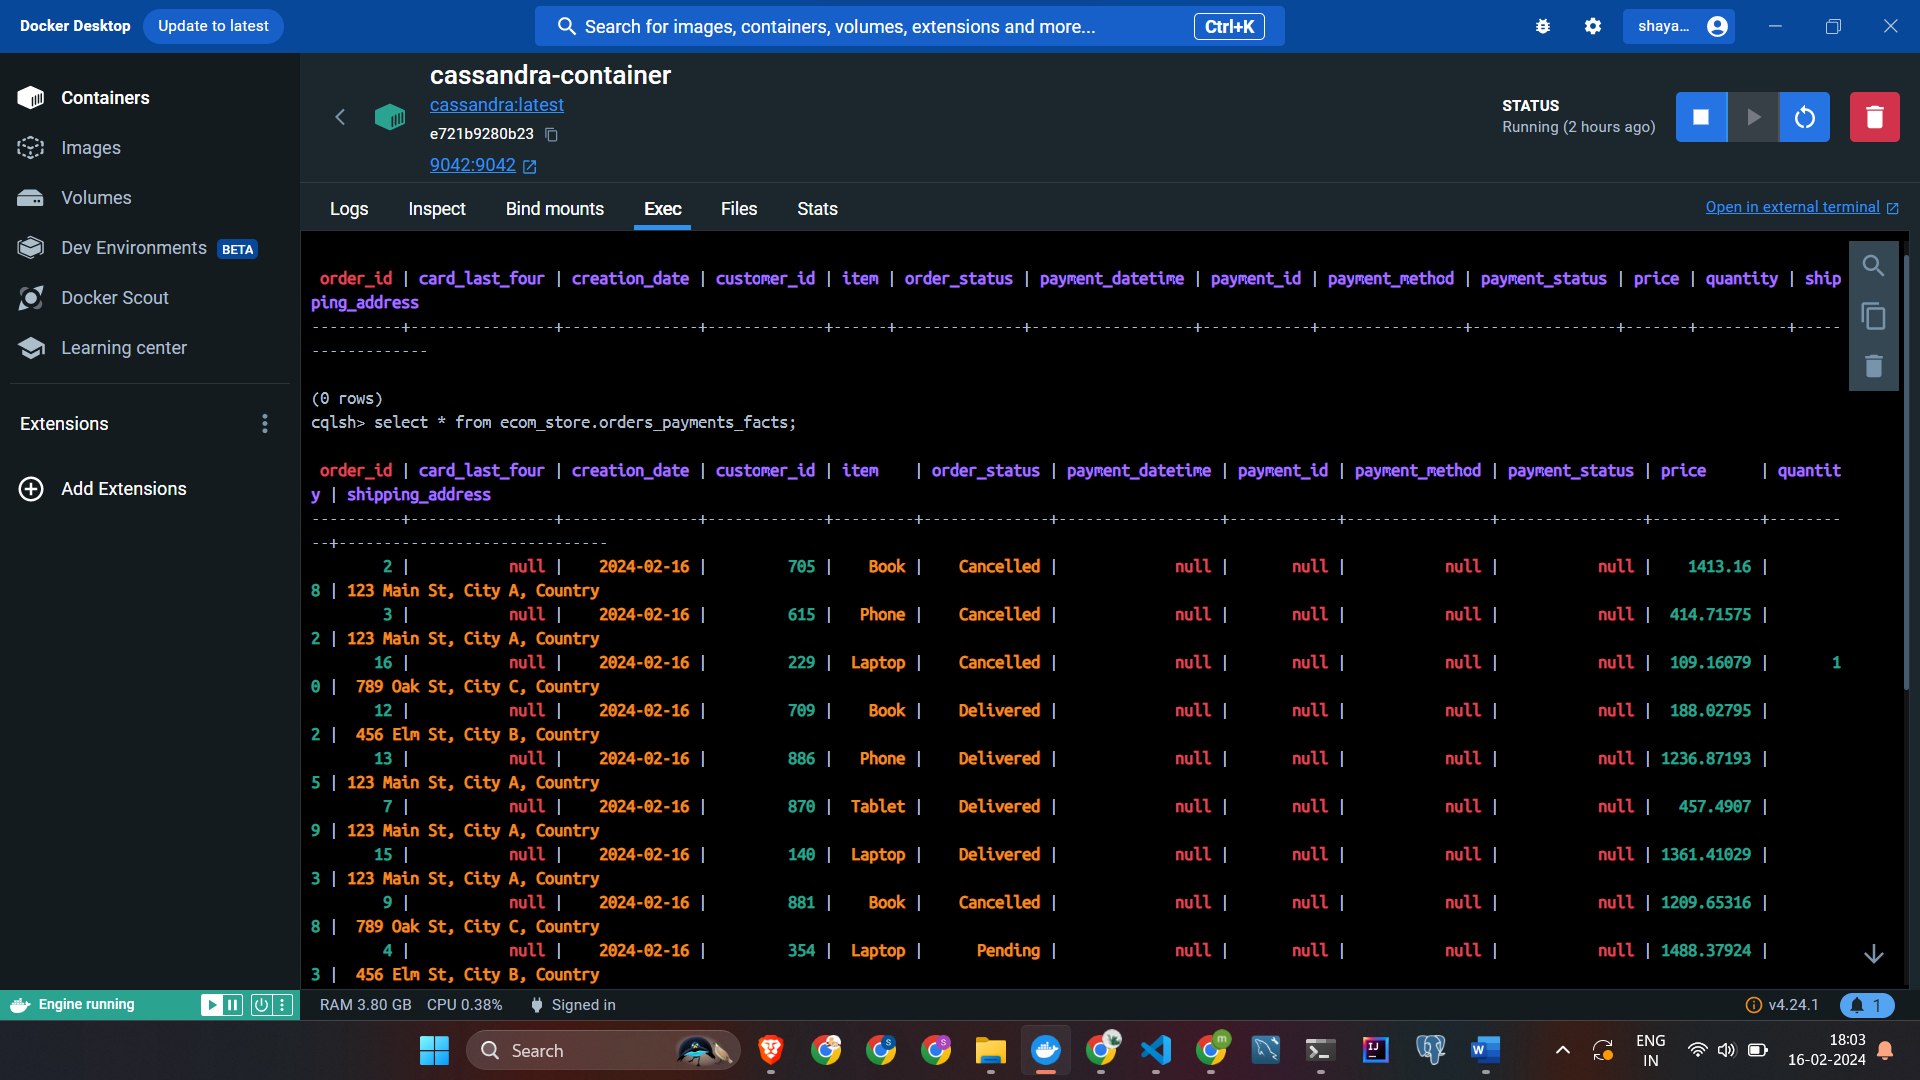 Docker Desktop Update to latest Search for images, containers, volumes, extensions and more... Ctrl+K shaya...
Containers
Images
Volumes
Dev Environments BETA
Docker Scout
Learning center
Extensions
Add Extensions
cassandra-container
cassandra:latest
e721b9280b23
9042:9042
STATUS
Running (2 hours ago)
Logs Inspect Bind mounts Exec Files Stats Open in external terminal
order_id | card_last_four | creation_date | customer_id | item | order_status | payment_datetime | payment_id | payment_method | payment_status | price | quantity | ship
ping_address
----------+----------------+---------------+-------------+------+--------------+------------------+------------+----------------+----------------+-------+----------+-----
-------------
(0 rows)
cqlsh> select * from ecom_store.orders_payments_facts;
order_id | card_last_four | creation_date | customer_id | item | order_status | payment_datetime | payment_id | payment_method | payment_status | price | quantit
y | shipping_address
----------+----------------+---------------+-------------+--------+--------------+------------------+------------+----------------+----------------+------------+--------
--+------------------------------
2 | null | 2024-02-16 | 705 | Book | Cancelled | null | null | null | null | 1413.16 |
8 | 123 Main St, City A, Country
3 | null | 2024-02-16 | 615 | Phone | Cancelled | null | null | null | null | 414.71575 |
2 | 123 Main St, City A, Country
16 | null | 2024-02-16 | 229 | Laptop | Cancelled | null | null | null | null | 109.16079 | 1
0 | 789 Oak St, City C, Country
12 | null | 2024-02-16 | 709 | Book | Delivered | null | null | null | null | 188.02795 |
2 | 456 Elm St, City B, Country
13 | null | 2024-02-16 | 886 | Phone | Delivered | null | null | null | null | 1236.87193 |
5 | 123 Main St, City A, Country
7 | null | 2024-02-16 | 870 | Tablet | Delivered | null | null | null | null | 457.4907 |
9 | 123 Main St, City A, Country
15 | null | 2024-02-16 | 140 | Laptop | Delivered | null | null | null | null | 1361.41029 |
3 | 123 Main St, City A, Country
9 | null | 2024-02-16 | 881 | Book | Cancelled | null | null | null | null | 1209.65316 |
8 | 789 Oak St, City C, Country
4 | null | 2024-02-16 | 354 | Laptop | Pending | null | null | null | null | 1488.37924 |
3 | 456 Elm St, City B, Country
Engine running RAM 3.80 GB CPU 0.38% Signed in v4.24.1 1
Search
ENG
IN
18:03
16-02-2024